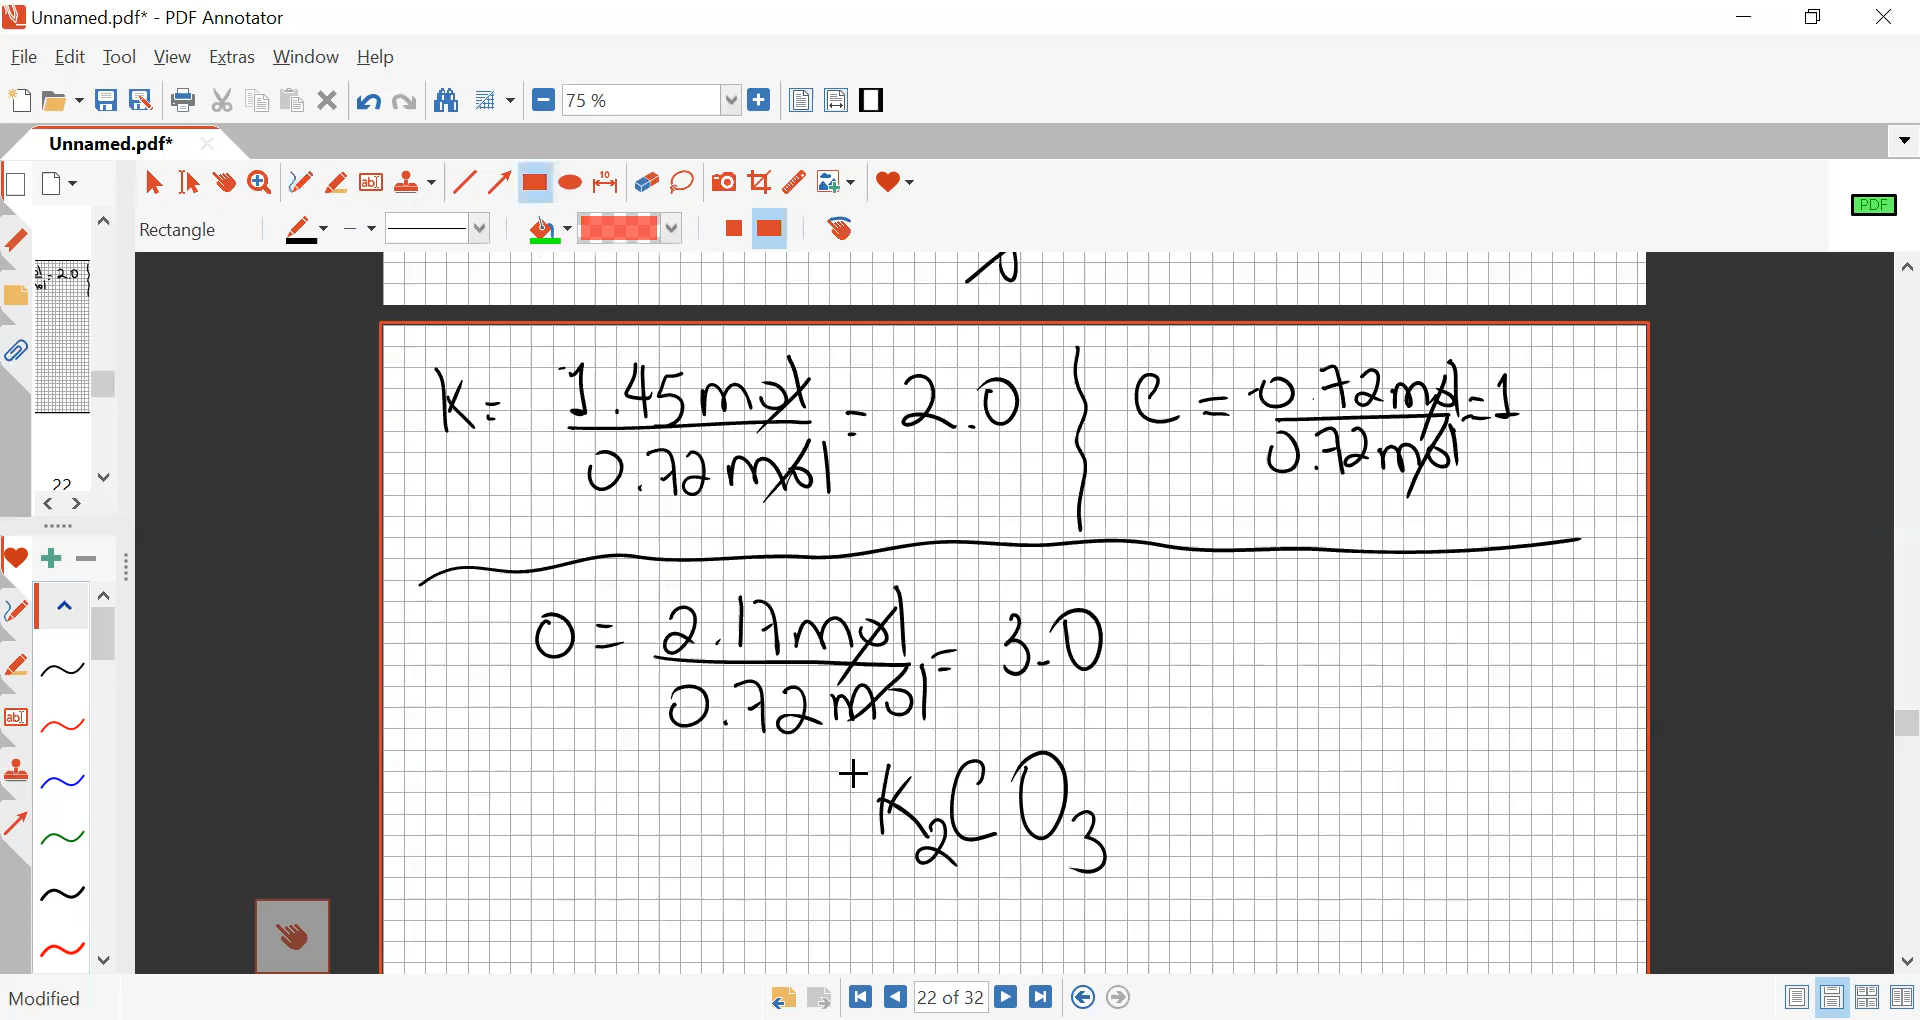 Unnamed.pdf* - PDF Annotator
File Edit Tool View Extras Window Help
75 %
Unnamed.pdf*
Rectangle
PDF
K = 1.45 mol / 0.72 mol = 2.0
C = 0.72 mol / 0.72 mol = 1
O = 2.17 mol / 0.72 mol = 3.0
K2CO3
22
Modified
22 of 32